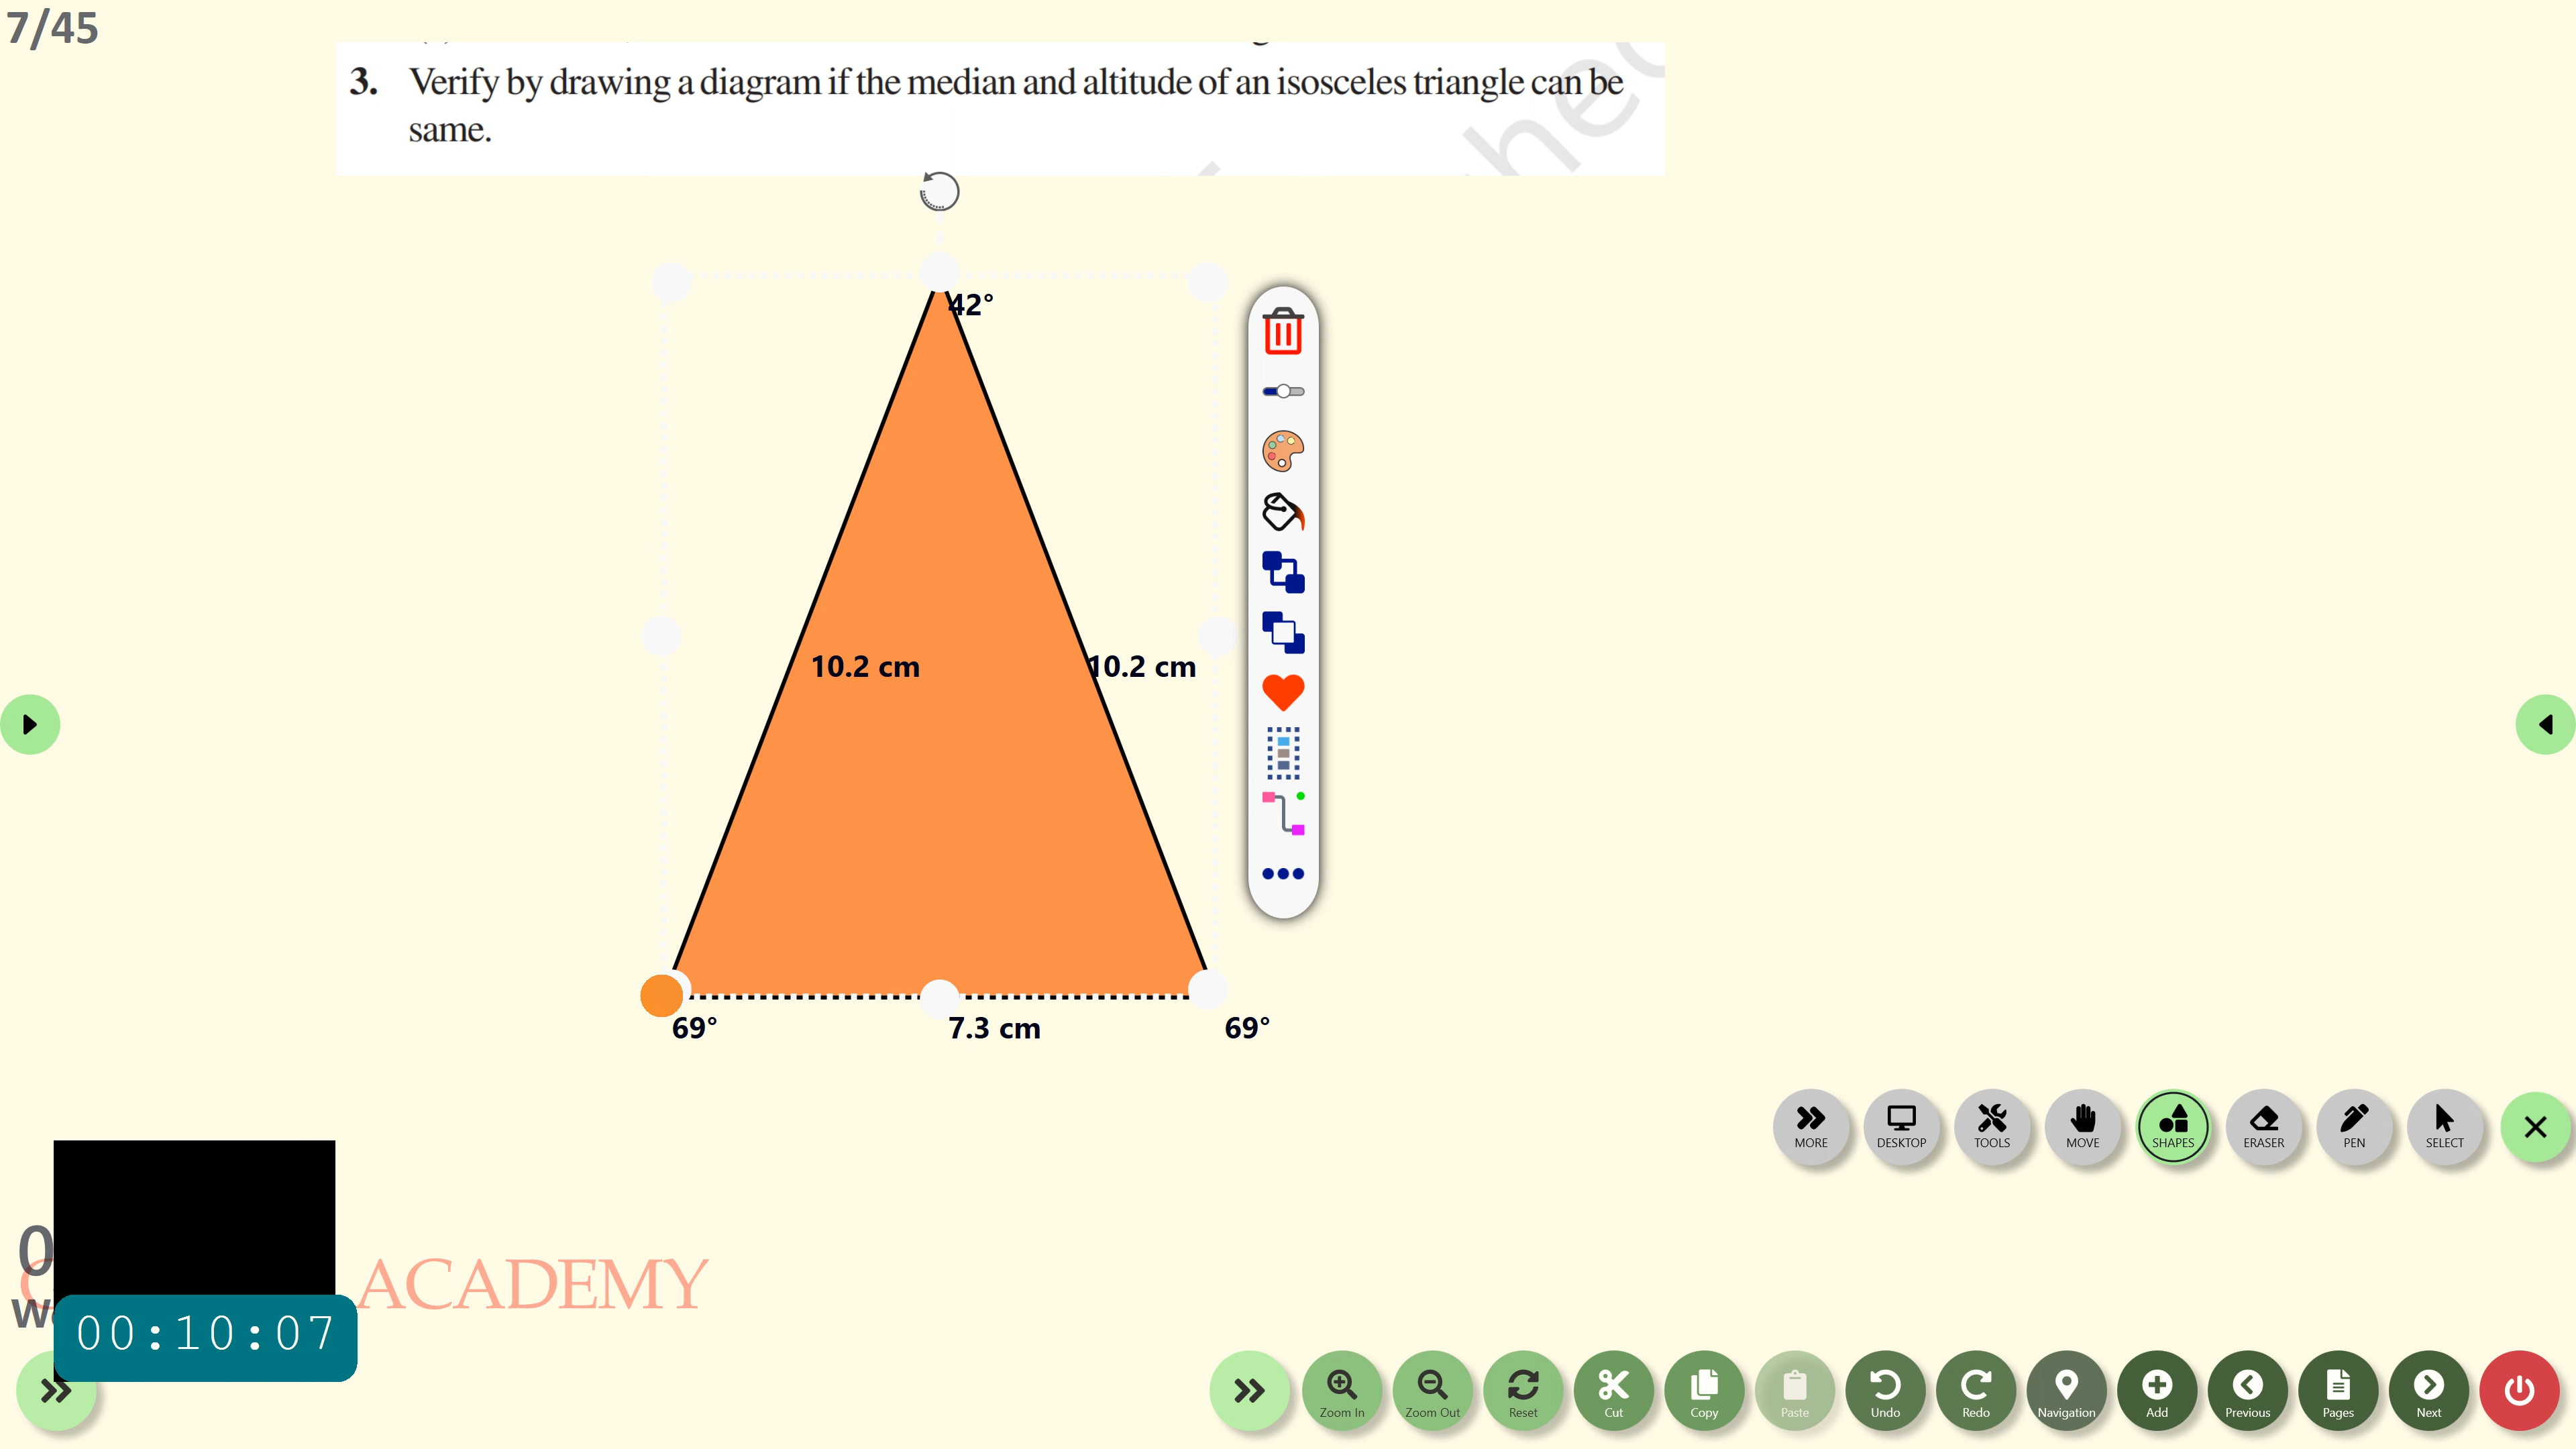 7/45
3. Verify by drawing a diagram if the median and altitude of an isosceles triangle can be
same.
42°
10.2 cm 10.2 cm
69° 7.3 cm 69°
MORE DESKTOP TOOLS MOVE SHAPES ERASER PEN SELECT
ACADEMY
00:10:07
Zoom In Zoom Out Reset Cut Copy Paste Undo Redo Navigation Add Previous Pages Next